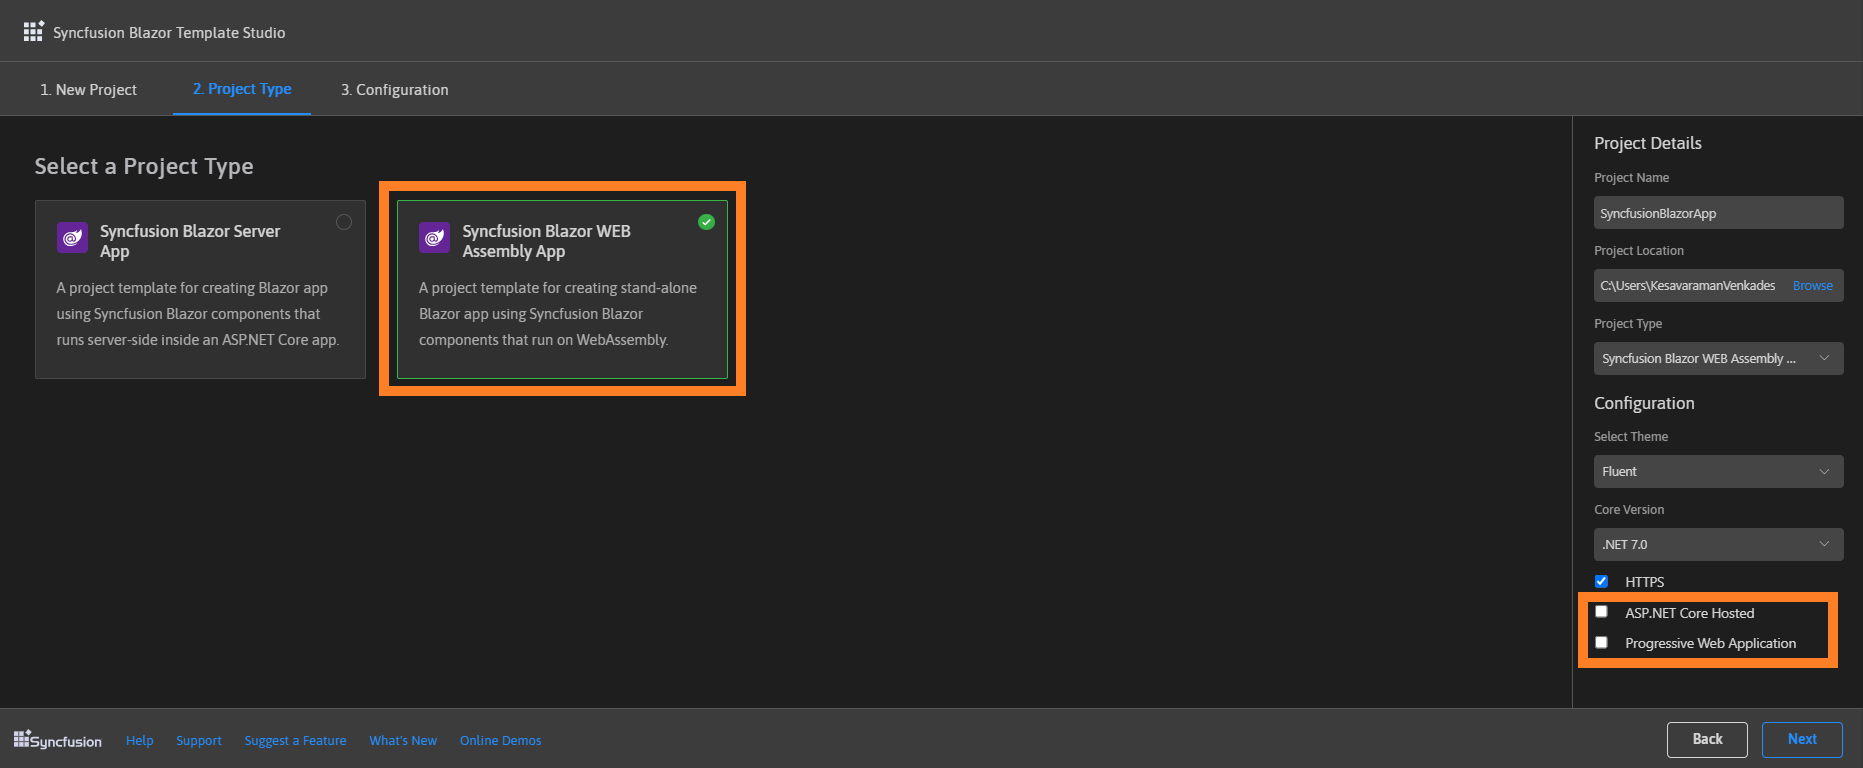 Syncfusion Blazor Template Studio
1. New Project
2. Project Type
3. Configuration
Select a Project Type
Syncfusion Blazor Server
App
A project template for creating Blazor app
using Syncfusion Blazor components that
runs server-side inside an ASP.NET Core app.
Syncfusion Blazor WEB
Assembly App
A project template for creating stand-alone
Blazor app using Syncfusion Blazor
components that run on WebAssembly.
Project Details
Project Name
SyncfusionBlazorApp
Project Location
C:\Users\KesavaramanVenkades
Browse
Project Type
Syncfusion Blazor WEB Assembly ...
Configuration
Select Theme
Fluent
Core Version
.NET 7.0
HTTPS
ASP.NET Core Hosted
Progressive Web Application
Syncfusion
Help
Support
Suggest a Feature
What's New
Online Demos
Back
Next